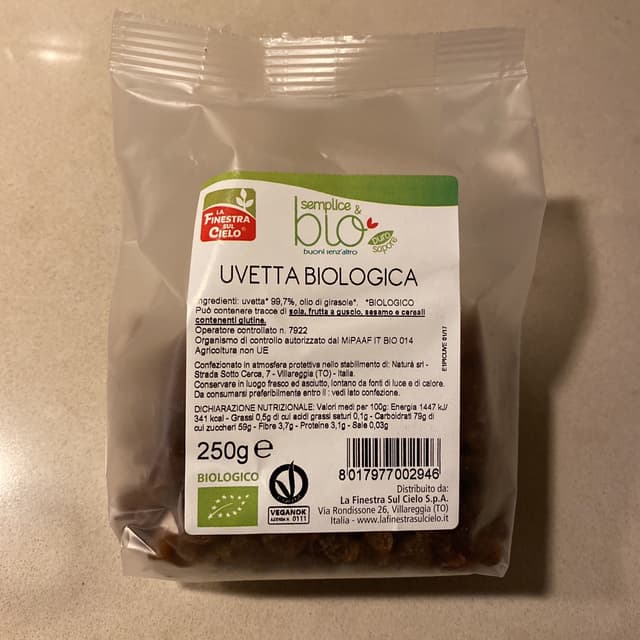 LA
FINESTRA
SUL
CIELO®
semplice &
bio
buoni senz'altro
puro
sapore
UVETTA BIOLOGICA
Ingredienti: uvetta* 99,7%, olio di girasole*. *BIOLOGICO
Può contenere tracce di soia, frutta a guscio, sesamo e cereali
contenenti glutine.
Operatore controllato n. 7922
Organismo di controllo autorizzato dal MiPAAF IT BIO 014
Agricoltura non UE
Confezionato in atmosfera protettiva nello stabilimento di: Naturà srl -
Strada Sotto Cerca, 7 - Villareggia (TO) - Italia.
Conservare in luogo fresco ed asciutto, lontano da fonti di luce e di calore.
Da consumarsi preferibilmente entro il : vedi lato confezione.
E1PPCUVE 01/17
DICHIARAZIONE NUTRIZIONALE: Valori medi per 100g: Energia 1447 kJ/
341 kcal - Grassi 0,5g di cui acidi grassi saturi 0,1g - Carboidrati 79g di
cui zuccheri 59g - Fibre 3,7g - Proteine 3,1g - Sale 0,03g
250g e
BIOLOGICO
VEGANOK
AZIENDA N. 0111
8017977002946
Distribuito da:
La Finestra Sul Cielo S.p.A.
Via Rondissone 26, Villareggia (TO)
Italia - www.lafinestrasulcielo.it